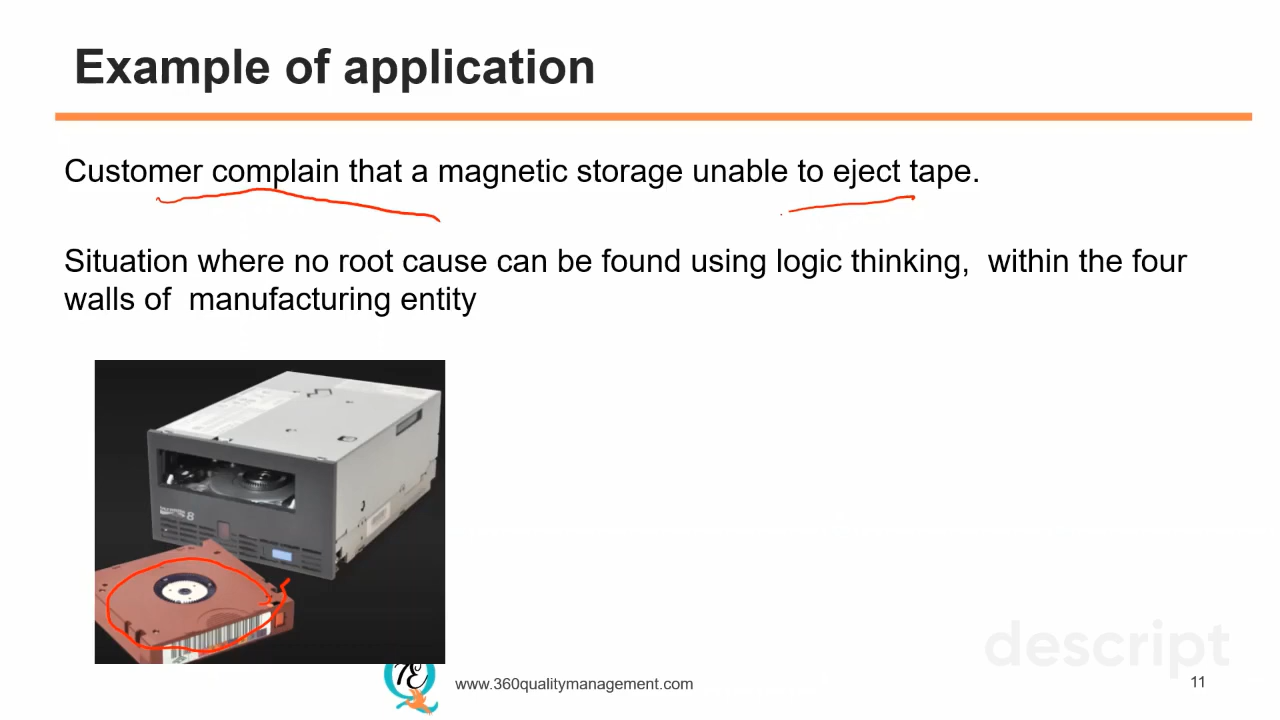 Example of application
Customer complain that a magnetic storage unable to eject tape.
Situation where no root cause can be found using logic thinking,  within the four
walls of  manufacturing entity
8
descript
www.360qualitymanagement.com
11